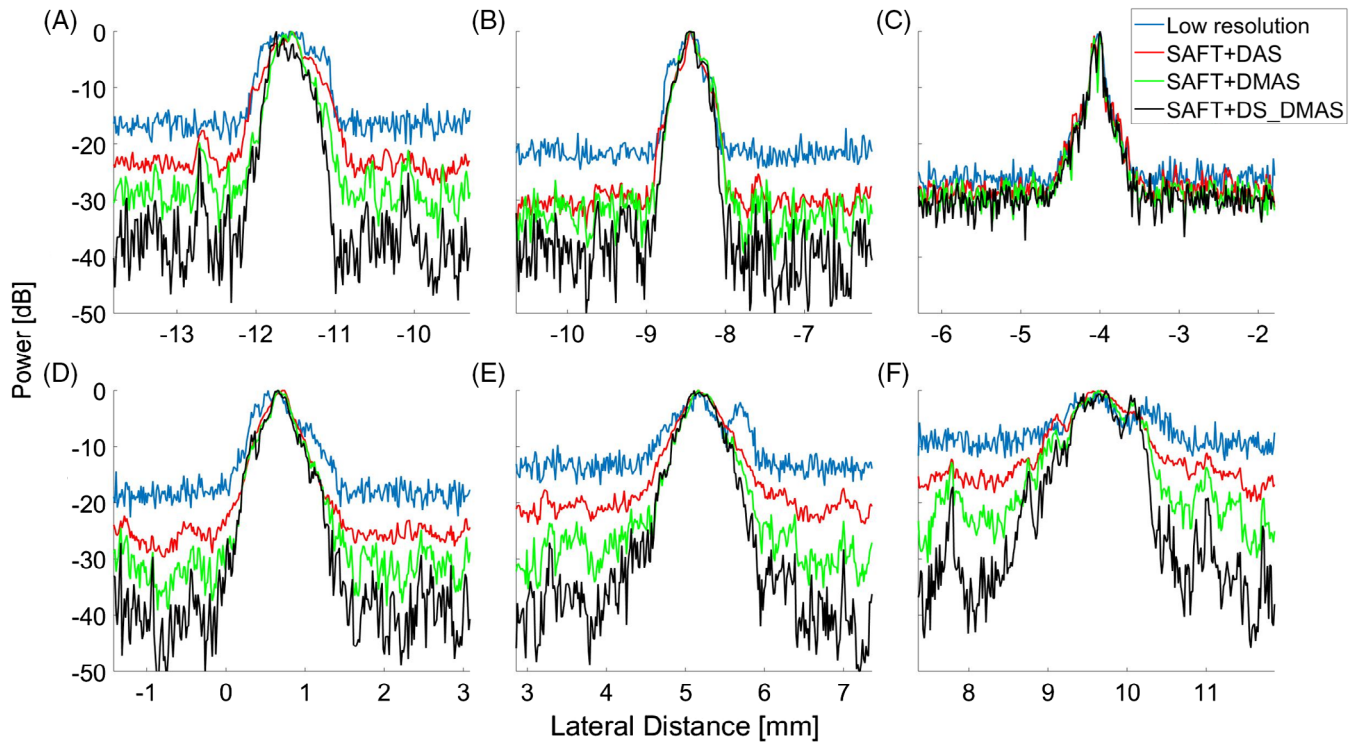 (A)
(B)
(C)
Low resolution
SAFT+DAS
SAFT+DMAS
SAFT+DS_DMAS
0
-10
-20
-30
-40
-50
-13 -12 -11 -10
-10 -9 -8 -7
-6 -5 -4 -3 -2
Power [dB]
(D)
(E)
(F)
0
-10
-20
-30
-40
-50
-1 0 1 2 3
3 4 5 6 7
8 9 10 11
Lateral Distance [mm]